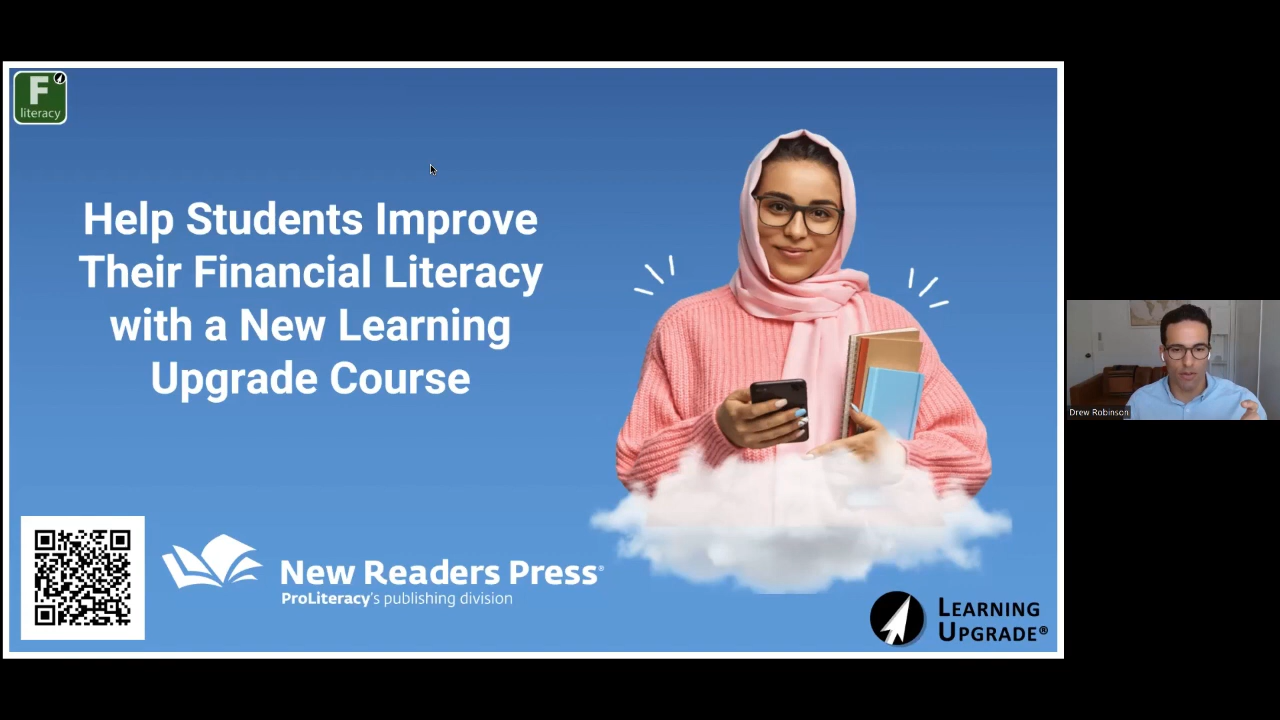 F
literacy
Help Students Improve
Their Financial Literacy
with a New Learning
Upgrade Course
New Readers Press®
ProLiteracy's publishing division
LEARNING
UPGRADE®
Drew Robinson